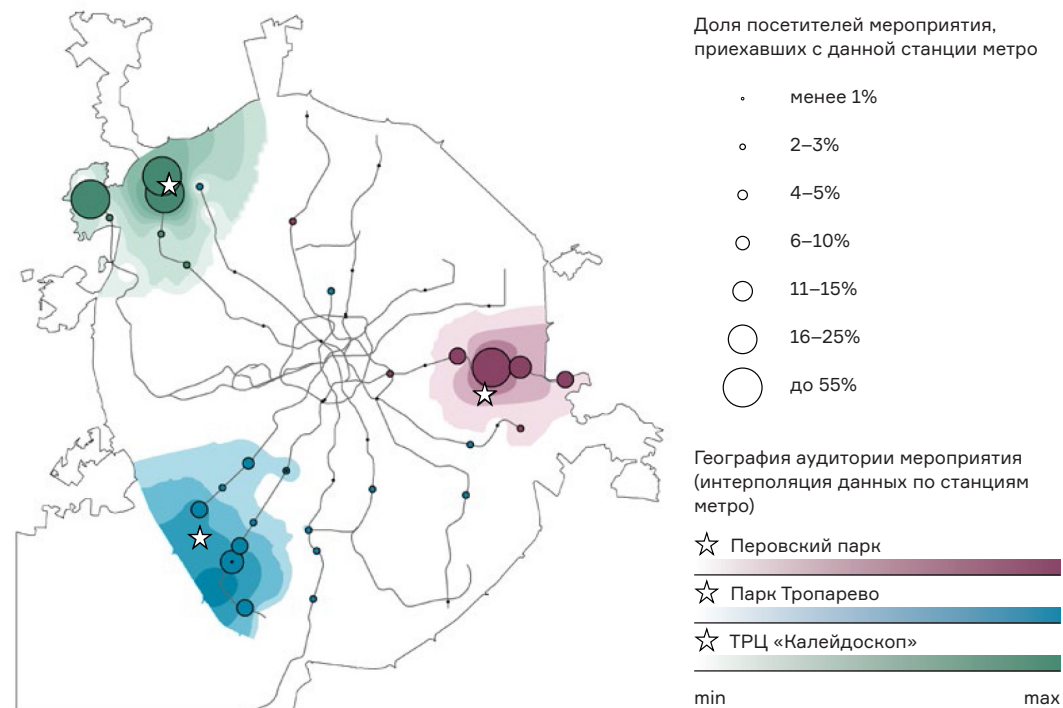 Доля посетителей мероприятия,
приехавших с данной станции метро
менее 1%
2–3%
4–5%
6–10%
11–15%
16–25%
до 55%
География аудитории мероприятия
(интерполяция данных по станциям
метро)
Перовский парк
Парк Тропарево
ТРЦ «Калейдоскоп»
min max